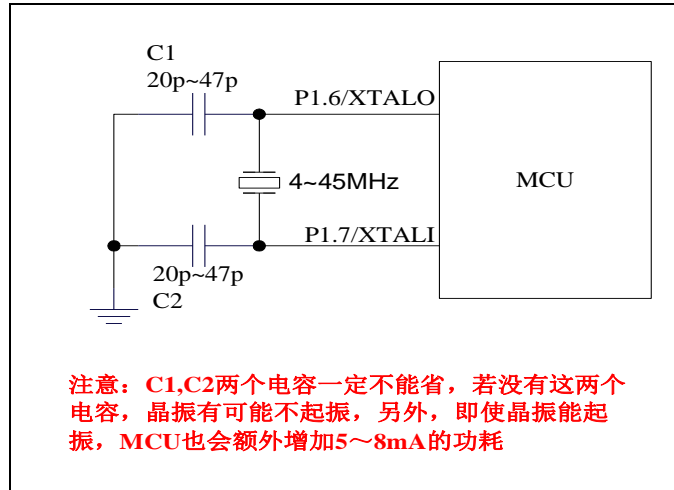 C1
20p~47p
P1.6/XTALO
4~45MHz
MCU
P1.7/XTALI
20p~47p
C2
注意：C1,C2两个电容一定不能省，若没有这两个
电容，晶振有可能不起振，另外，即使晶振能起
振，MCU也会额外增加5～8mA的功耗